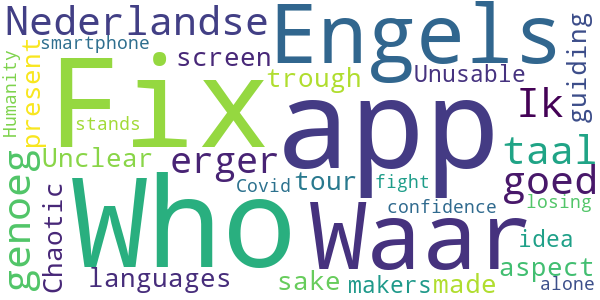 Nederlandse
Engels
smartphone
screen
Humanity
present
Fix
trough
Unusable
guiding
stands
app
Ik
Unclear
erger
taal
genoeg
Chaotic
Who
Covid
tour
fight
goed
Waar
confidence
losing
languages
idea
sake
makers
made
aspect
alone